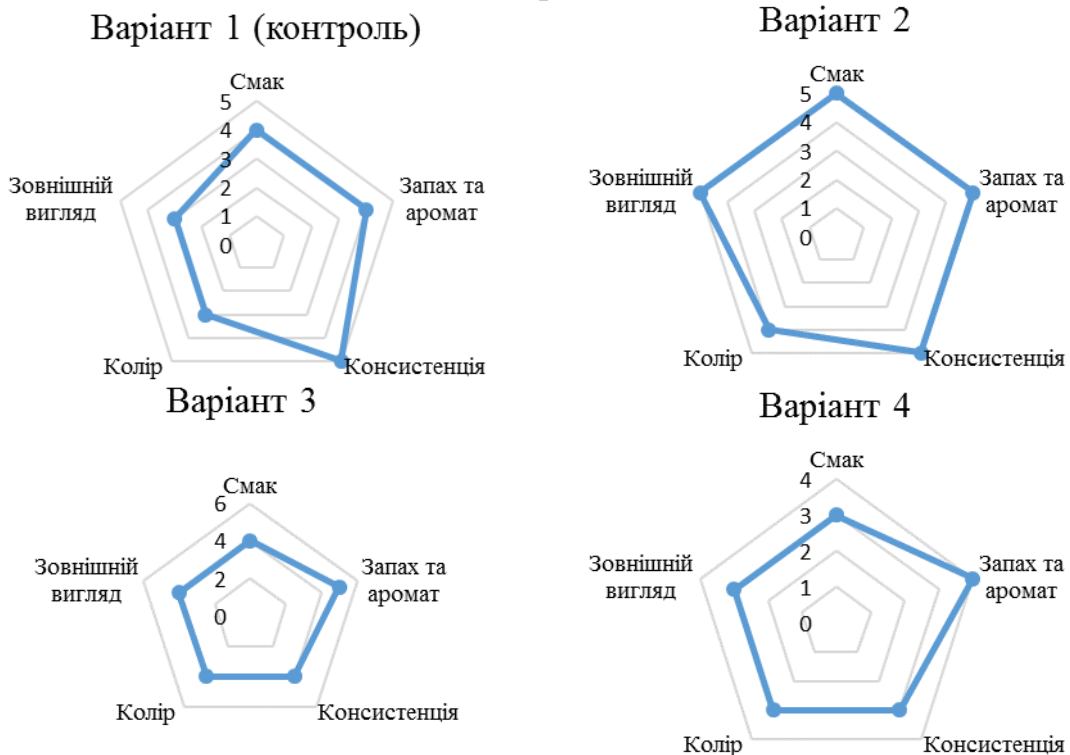 Варіант 1 (контроль)
Смак
5
4
3
2
1
0
Запах та
аромат
Консистенція
Колір
Зовнішній
вигляд
Варіант 2
Смак
5
4
3
2
1
0
Запах та
аромат
Консистенція
Колір
Зовнішній
вигляд
Варіант 3
Смак
6
4
2
0
Запах та
аромат
Консистенція
Колір
Зовнішній
вигляд
Варіант 4
Смак
4
3
2
1
0
Запах та
аромат
Консистенція
Колір
Зовнішній
вигляд